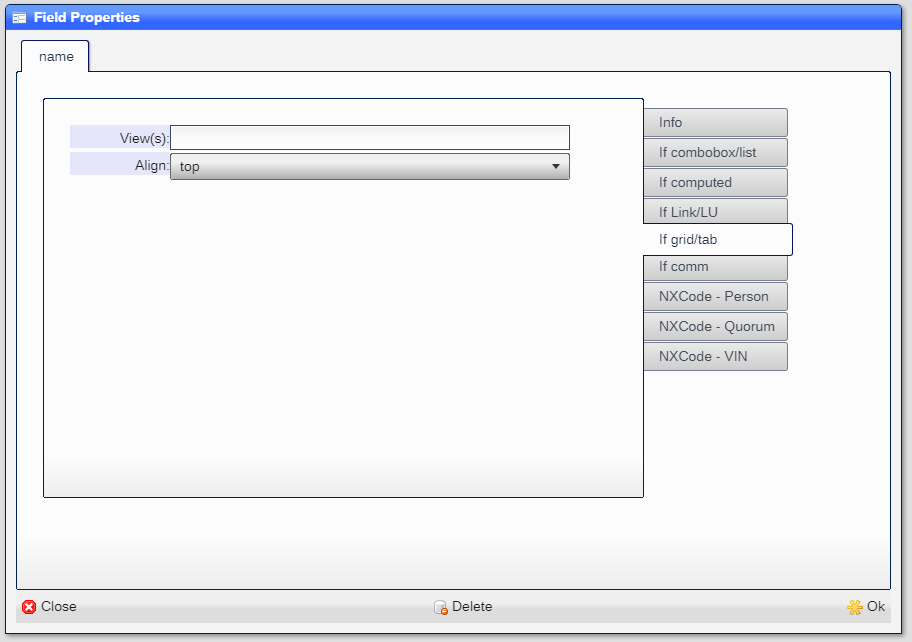 Field Properties
name
View(s):
Align: top
Info
If combobox/list
If computed
If Link/LU
If grid/tab
If comm
NXCode - Person
NXCode - Quorum
NXCode - VIN
Close Delete Ok